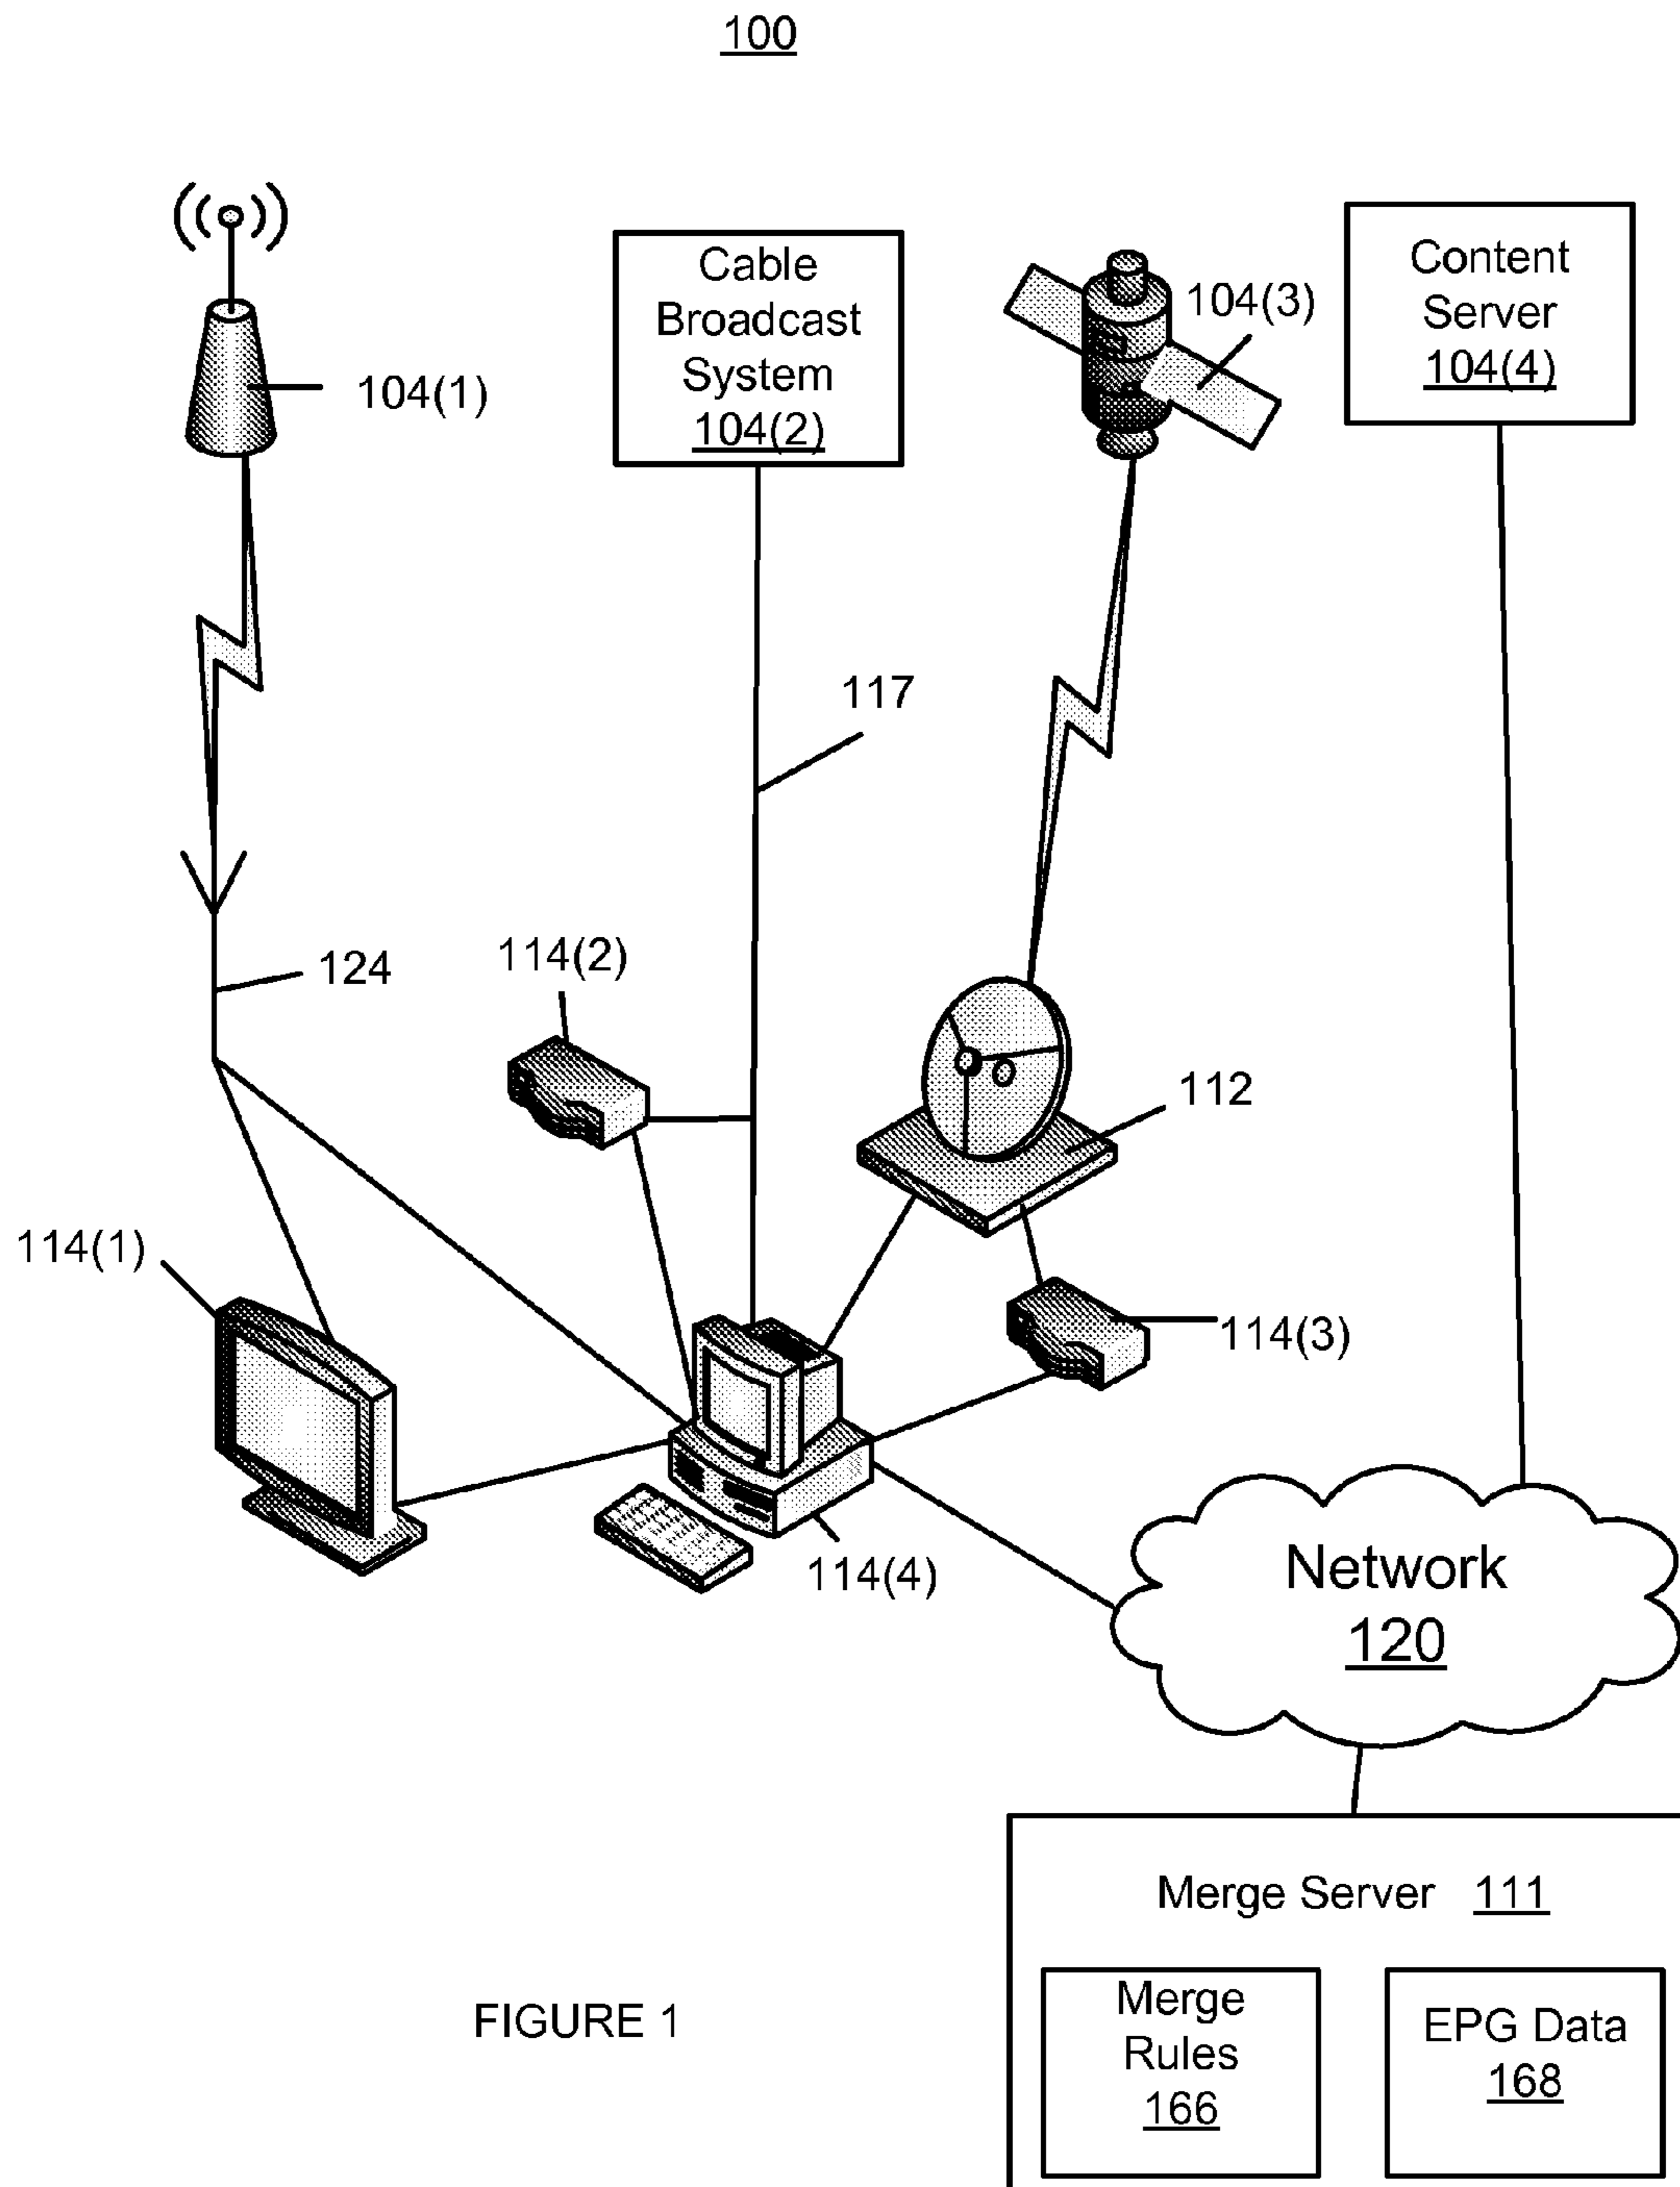 100
Cable
Broadcast
System
104(2)
Content
Server
104(4)
104(3)
104(1)
117
124
114(2)
112
114(1)
114(3)
114(4)
Network
120
Merge Server 111
Merge
Rules
166
EPG Data
168
FIGURE 1